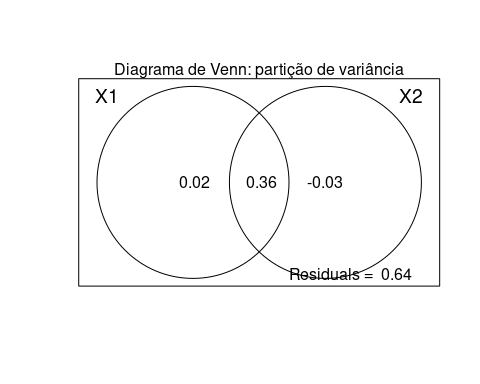 Diagrama de Venn: partição de variância
X1 X2
0.02 0.36 -0.03
Residuals = 0.64